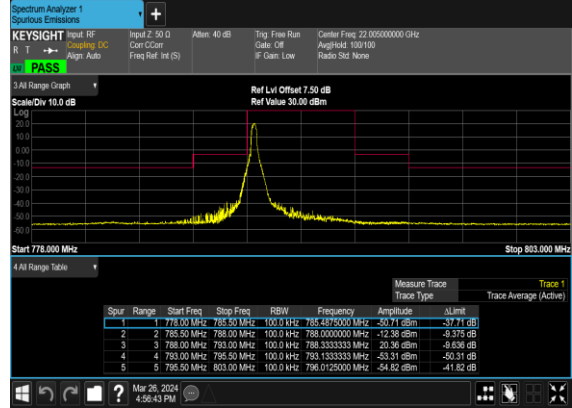 Spectrum Analyzer 1
Spurious Emissions
KEYSIGHT Input: RF Input Z: 50 Ω Atten: 40 dB Trig: Free Run Center Freq: 22.005000000 GHz
R T Coupling: DC Corr CCorr Gate: Off Avg|Hold: 100/100
Align: Auto Freq Ref: Int (S) IF Gain: Low Radio Std: None
LW PASS
3 All Range Graph
Ref Lvl Offset 7.50 dB
Scale/Div 10.0 dB Ref Value 30.00 dBm
Log
20.0
10.0
0.00
-10.0
-20.0
-30.0
-40.0
-50.0
-60.0
Start 778.000 MHz Stop 803.000 MHz
4 All Range Table
Measure Trace Trace 1
Trace Type Trace Average (Active)
Spur Range Start Freq Stop Freq RBW Frequency Amplitude ΔLimit
1 1 778.00 MHz 785.50 MHz 100.0 kHz 785.4875000 MHz -50.71 dBm -37.71 dB
2 2 785.50 MHz 788.00 MHz 100.0 kHz 788.0000000 MHz -12.38 dBm -9.375 dB
3 3 788.00 MHz 793.00 MHz 100.0 kHz 788.3333333 MHz 20.36 dBm -9.636 dB
4 4 793.00 MHz 795.50 MHz 100.0 kHz 793.1333333 MHz -53.31 dBm -50.31 dB
5 5 795.50 MHz 803.00 MHz 100.0 kHz 796.0125000 MHz -54.82 dBm -41.82 dB
? Mar 26, 2024
4:56:43 PM